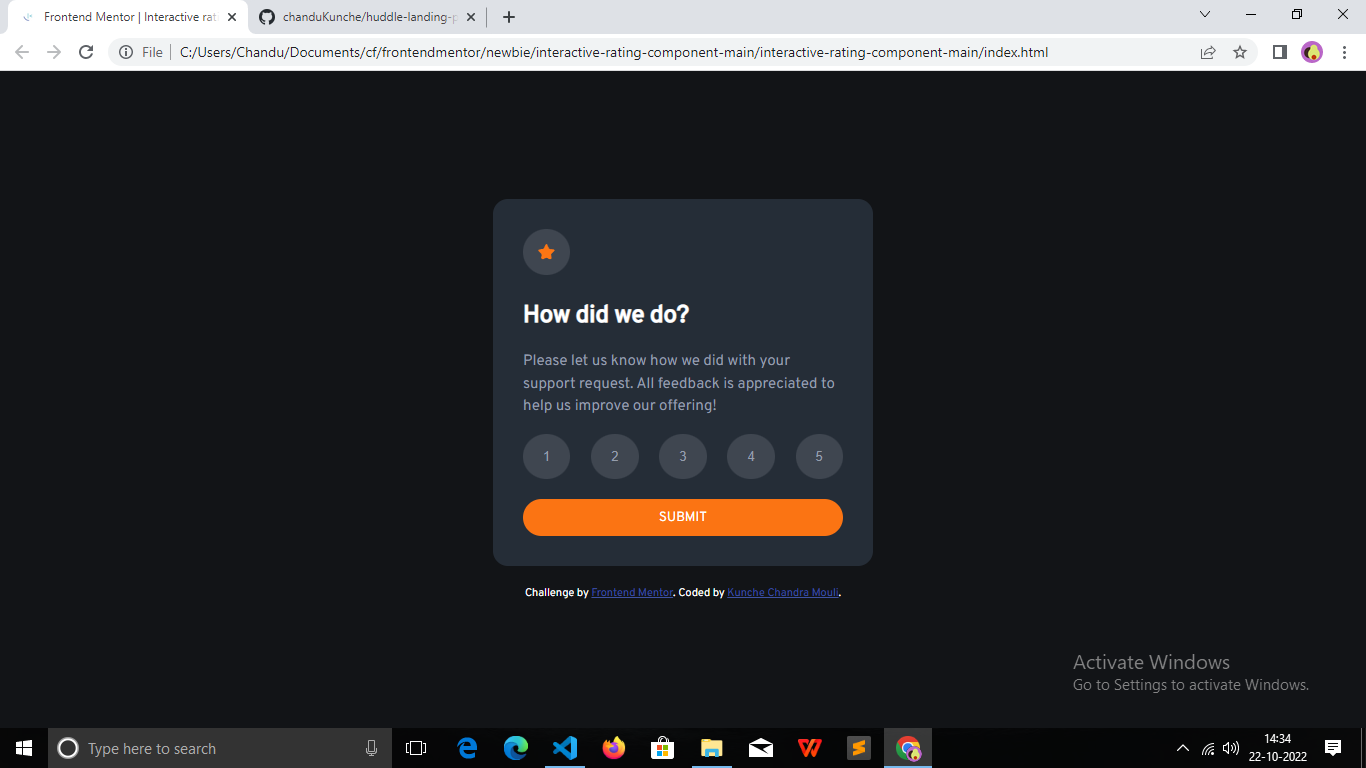 Frontend Mentor | Interactive rati
chanduKunche/huddle-landing-p
File
C:/Users/Chandu/Documents/cf/frontendmentor/newbie/interactive-rating-component-main/interactive-rating-component-main/index.html
How did we do?
Please let us know how we did with your
support request. All feedback is appreciated to
help us improve our offering!
1 2 3 4 5
SUBMIT
Challenge by Frontend Mentor. Coded by Kunche Chandra Mouli.
Activate Windows
Go to Settings to activate Windows.
Type here to search
14:34
22-10-2022